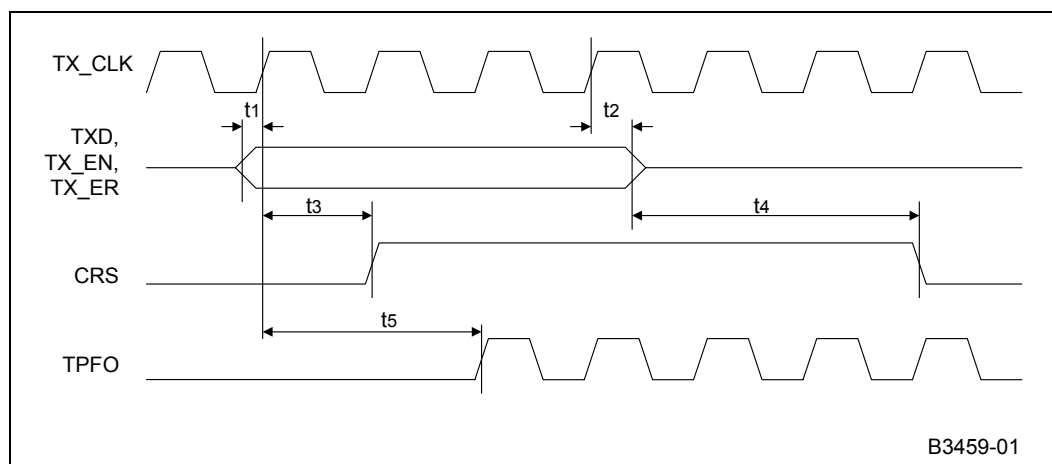 TX_CLK
t1
t2
TXD,
TX_EN,
TX_ER
t3
t4
CRS
t5
TPFO
B3459-01